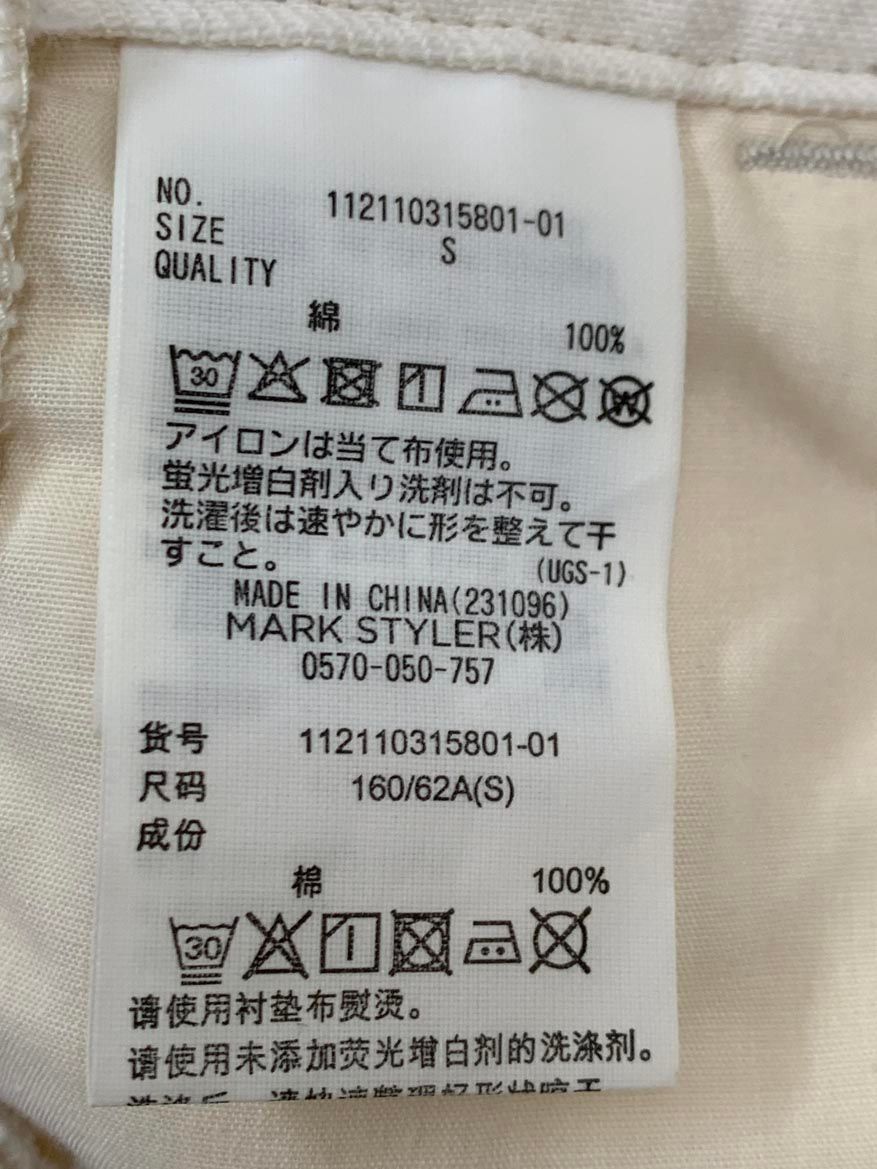 NO. 112110315801-01
SIZE S
QUALITY
綿 100%
30
W
アイロンは当て布使用。
蛍光増白剤入り洗剤は不可。
洗濯後は速やかに形を整えて干
すこと。
(UGS-1)
MADE IN CHINA(231096)
MARK STYLER(株)
0570-050-757
货号 112110315801-01
尺码 160/62A(S)
成份
棉 100%
30
请使用衬垫布熨烫。
请使用未添加荧光增白剤的洗涤剂。